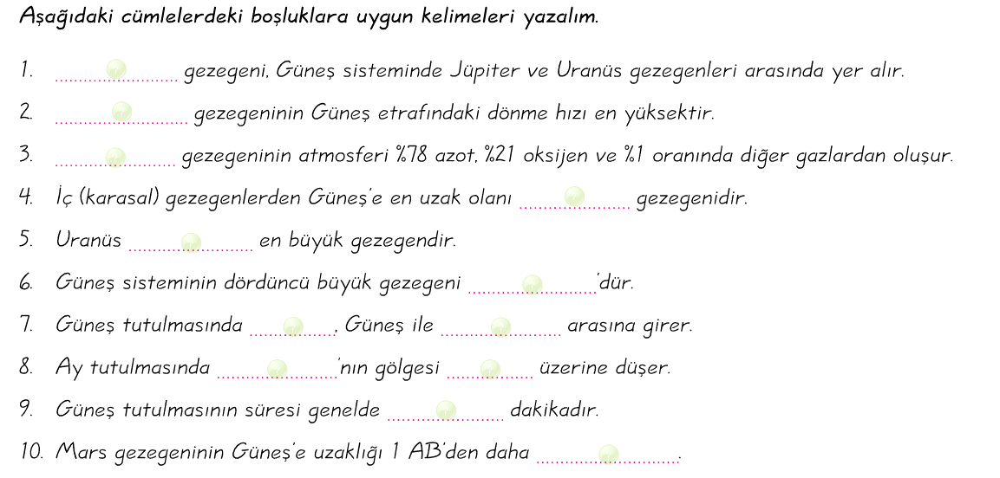 Aşağıdaki cümlelerdeki boşluklara uygun kelimeleri yazalım.
1. ........................ gezegeni, Güneş sisteminde Jüpiter ve Uranüs gezegenleri arasında yer alır.
2. ........................ gezegeninin Güneş etrafındaki dönme hızı en yüksektir.
3. ........................ gezegeninin atmosferi %78 azot, %21 oksijen ve %1 oranında diğer gazlardan oluşur.
4. İç (karasal) gezegenlerden Güneş'e en uzak olanı ........................ gezegenidir.
5. Uranüs ........................ en büyük gezegendir.
6. Güneş sisteminin dördüncü büyük gezegeni ........................'dür.
7. Güneş tutulmasında ................., Güneş ile ........................ arasına girer.
8. Ay tutulmasında ........................'nın gölgesi ................. üzerine düşer.
9. Güneş tutulmasının süresi genelde ........................ dakikadır.
10. Mars gezegeninin Güneş'e uzaklığı 1 AB'den daha ............................